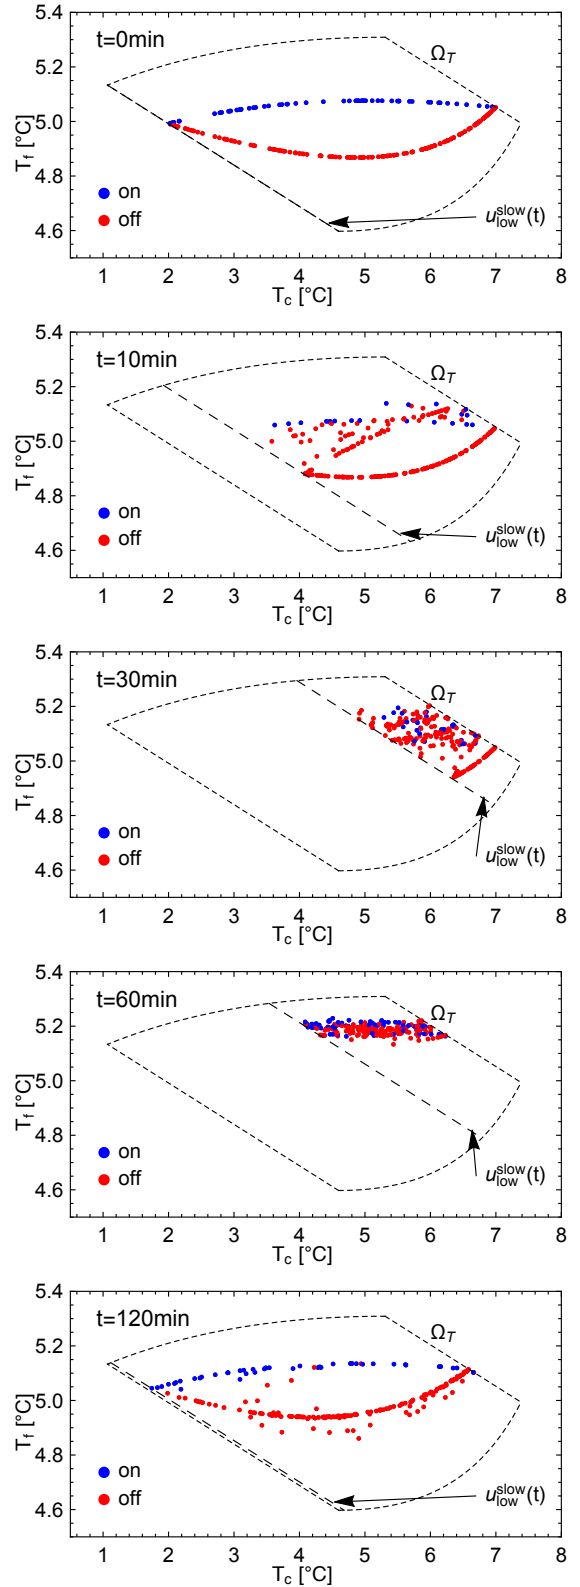 t=0min
Ω_T
5.4
5.2
5.0
4.8
4.6
T_f [°C]
on
off
u_low^slow(t)
1 2 3 4 5 6 7 8
T_c [°C]
t=10min
Ω_T
5.4
5.2
5.0
4.8
4.6
T_f [°C]
on
off
u_low^slow(t)
1 2 3 4 5 6 7 8
T_c [°C]
t=30min
Ω_T
5.4
5.2
5.0
4.8
4.6
T_f [°C]
on
off
u_low^slow(t)
1 2 3 4 5 6 7 8
T_c [°C]
t=60min
Ω_T
5.4
5.2
5.0
4.8
4.6
T_f [°C]
on
off
u_low^slow(t)
1 2 3 4 5 6 7 8
T_c [°C]
t=120min
Ω_T
5.4
5.2
5.0
4.8
4.6
T_f [°C]
on
off
u_low^slow(t)
1 2 3 4 5 6 7 8
T_c [°C]